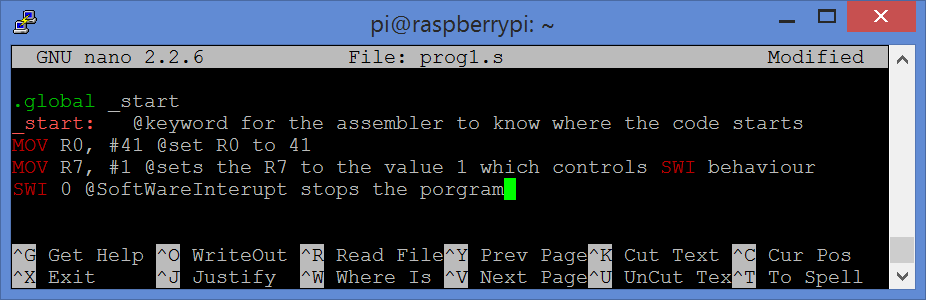 pi@raspberrypi: ~
GNU nano 2.2.6 File: prog1.s Modified
.global _start
_start: @keyword for the assembler to know where the code starts
MOV R0, #41 @set R0 to 41
MOV R7, #1 @sets the R7 to the value 1 which controls SWI behaviour
SWI 0 @SoftWareInterupt stops the porgram
^G Get Help ^O WriteOut ^R Read File^Y Prev Page^K Cut Text ^C Cur Pos
^X Exit ^J Justify ^W Where Is ^V Next Page^U UnCut Tex^T To Spell